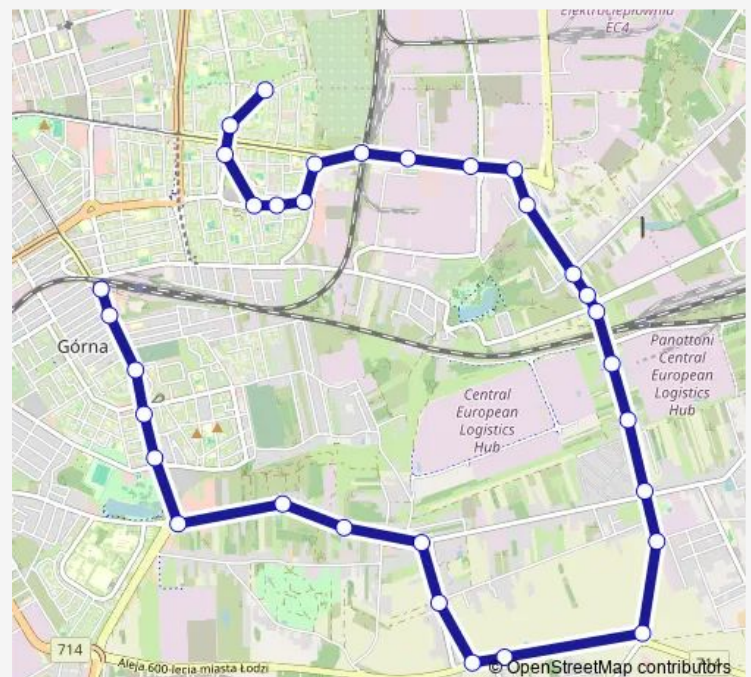 Elektrociepłownia
EC4
Górna
Panattoni
Central
European
Logistics
Hub
Central
European
Logistics
Hub
714
Aleja 600-lecia miasta Łodzi
714
© OpenStreetMap contributors